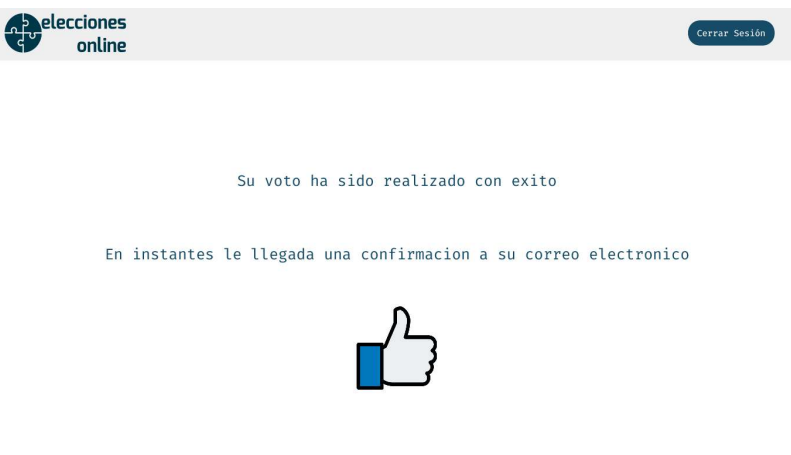 elecciones
online
Cerrar Sesión
Su voto ha sido realizado con exito
En instantes le llegada una confirmacion a su correo electronico